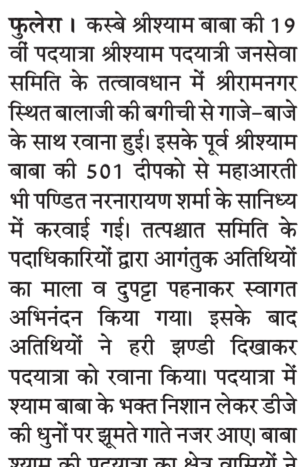 फुलेरा। कस्बे श्रीश्याम बाबा की 19
वीं पदयात्रा श्रीश्याम पदयात्री जनसेवा
समिति के तत्वावधान में श्रीरामनगर
स्थित बालाजी की बगीची से गाजे-बाजे
के साथ रवाना हुई। इसके पूर्व श्रीश्याम
बाबा की 501 दीपको से महाआरती
भी पण्डित नरनारायण शर्मा के सानिध्य
में करवाई गई। तत्पश्चात समिति के
पदाधिकारियों द्वारा आगंतुक अतिथियों
का माला व दुपट्टा पहनाकर स्वागत
अभिनंदन किया गया। इसके बाद
अतिथियों ने हरी झण्डी दिखाकर
पदयात्रा को रवाना किया। पदयात्रा में
श्याम बाबा के भक्त निशान लेकर डीजे
की धुनों पर झूमते गाते नजर आए। बाबा
श्याम की पदयात्रा का क्षेत्र वासियों ने